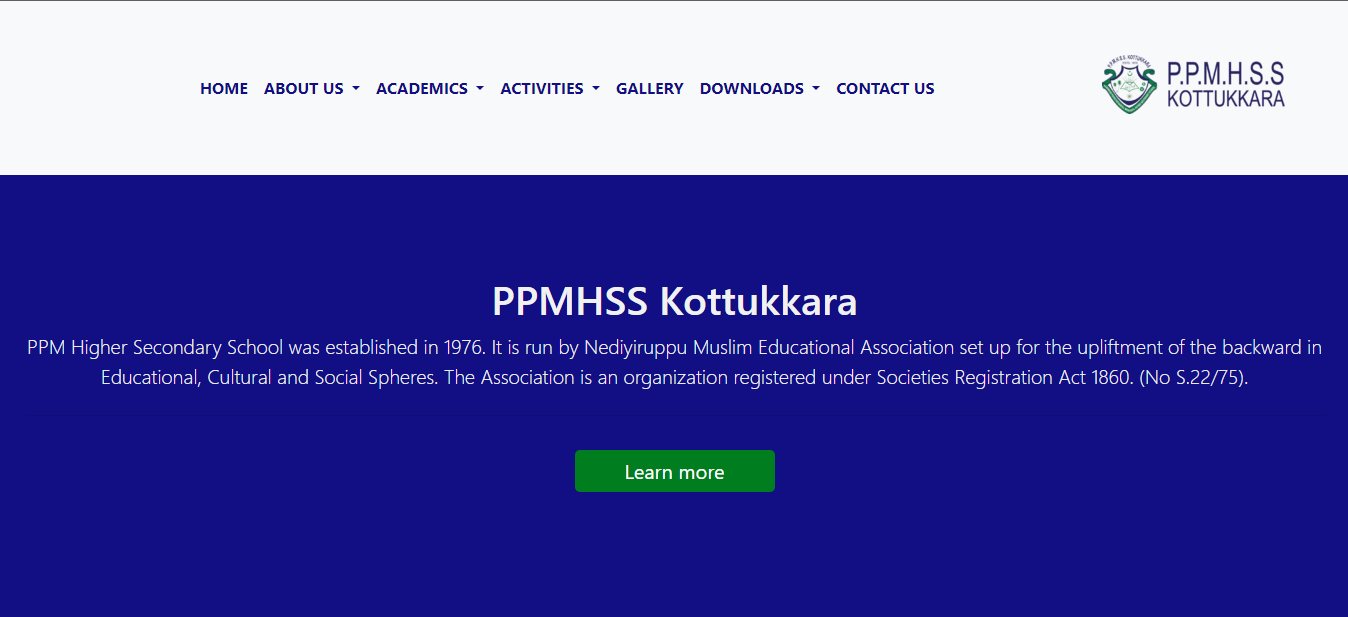 HOME ABOUT US ACADEMICS ACTIVITIES GALLERY DOWNLOADS CONTACT US
P.P.M.H.S.S. KOTTUKKARA
P.P.M.H.S.S
KOTTUKKARA
PPMHSS Kottukkara
PPM Higher Secondary School was established in 1976. It is run by Nediyiruppu Muslim Educational Association set up for the upliftment of the backward in
Educational, Cultural and Social Spheres. The Association is an organization registered under Societies Registration Act 1860. (No S.22/75).
Learn more